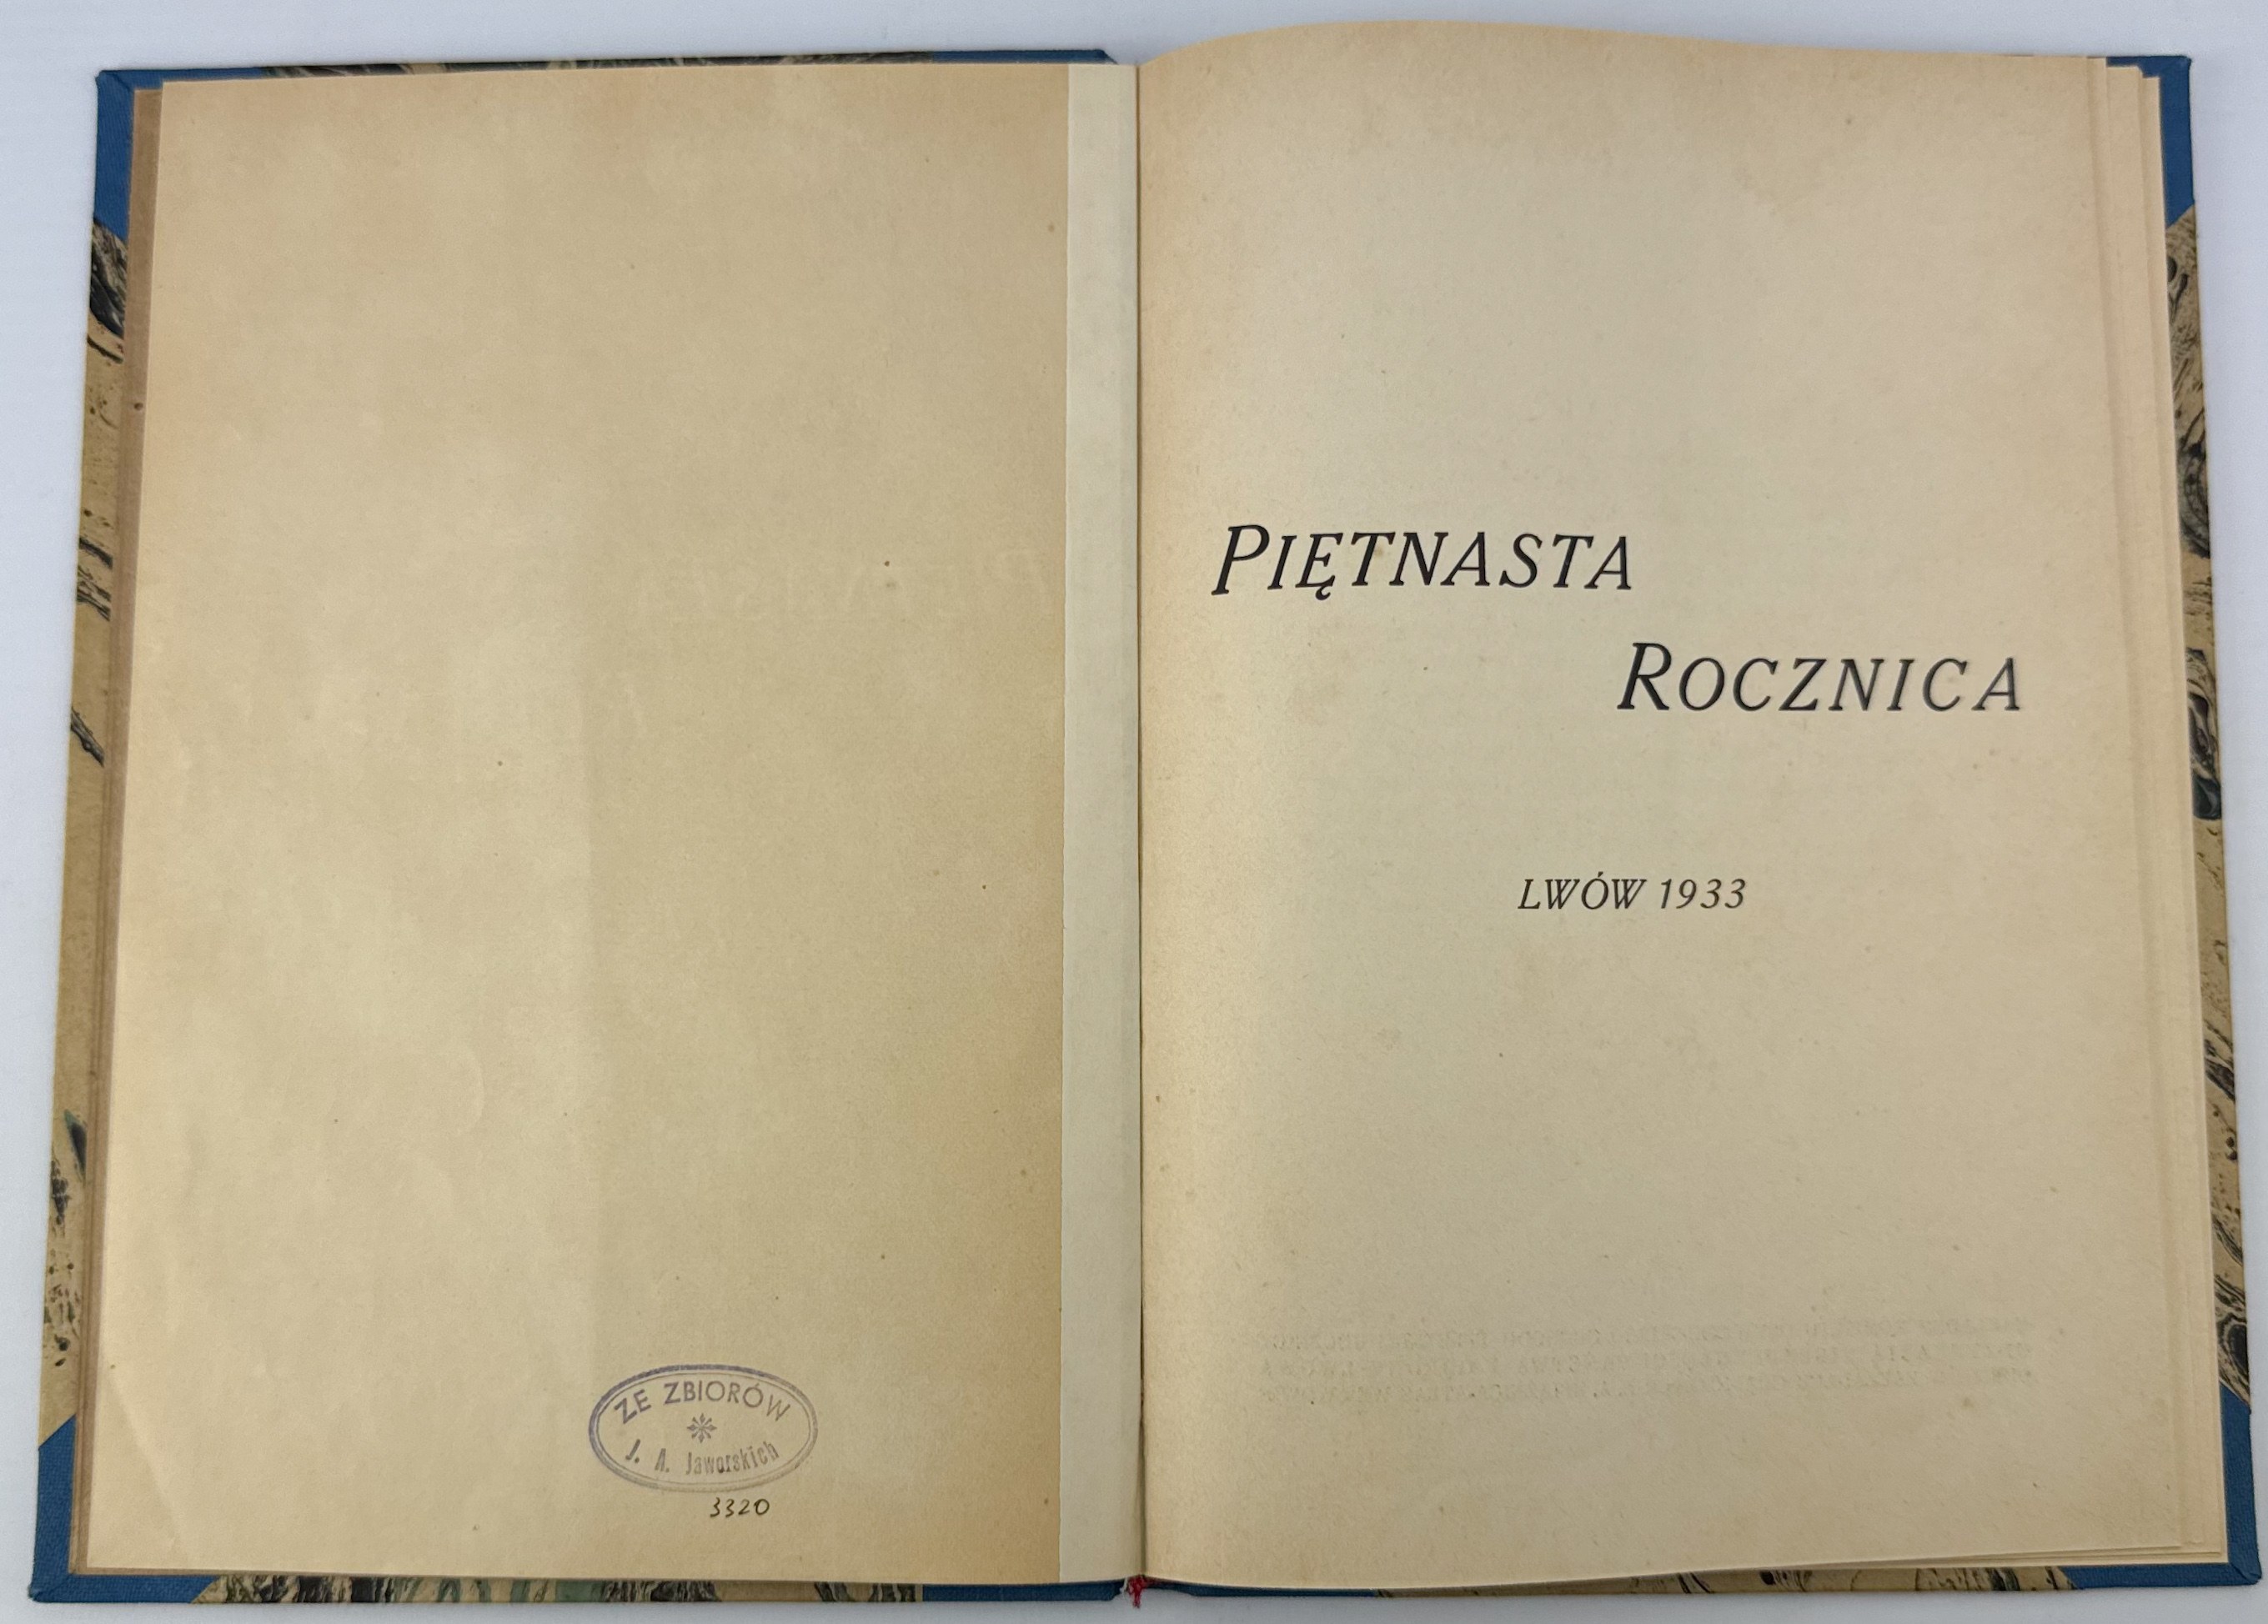 ZE ZBIORÓW
J. A. Jaworskich
3320
PIĘTNASTA
ROCZNICA
LWÓW 1933